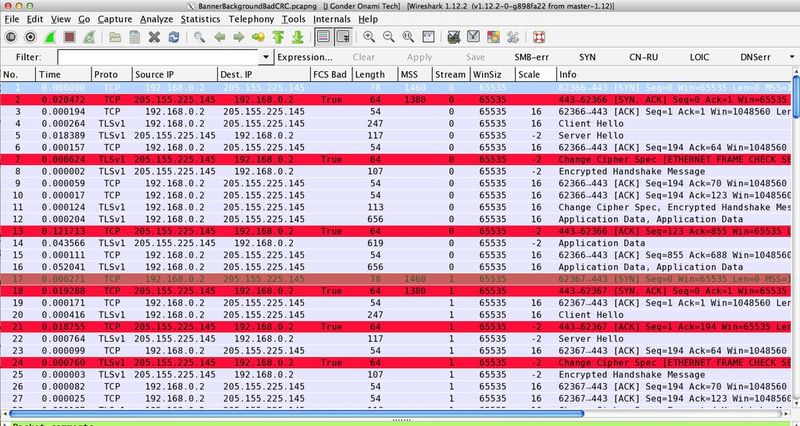 BannerBackgroundBadCRC.pcapng [J Gonder Onami Tech] [Wireshark 1.12.2 (v1.12.2-0-g898fa22 from master-1.12)]
File Edit View Go Capture Analyze Statistics Telephony Tools Internals Help
Filter: Expression... Clear Apply Save SMB-err SYN CN-RU LOIC DNSerr
No. Time Proto Source IP Dest. IP FCS Bad Length MSS Stream WinSiz Scale Info
1 0.000000 TCP 192.168.0.2 205.155.225.145 78 1460 0 65535 62366→443 [SYN] Seq=0 Win=65535 Len=0 MSS=1
2 0.020472 TCP 205.155.225.145 192.168.0.2 True 64 1380 0 65535 443→62366 [SYN, ACK] Seq=0 Ack=1 Win=65535
3 0.000194 TCP 192.168.0.2 205.155.225.145 54 0 65535 16 62366→443 [ACK] Seq=1 Ack=1 Win=1048560 Len
4 0.000264 TLSv1 192.168.0.2 205.155.225.145 247 0 65535 16 Client Hello
5 0.018389 TLSv1 205.155.225.145 192.168.0.2 117 0 65535 -2 Server Hello
6 0.000157 TCP 192.168.0.2 205.155.225.145 54 0 65535 16 62366→443 [ACK] Seq=194 Ack=64 Win=1048560
7 0.000624 TLSv1 205.155.225.145 192.168.0.2 True 64 0 65535 -2 Change Cipher Spec [ETHERNET FRAME CHECK SE
8 0.000002 TLSv1 205.155.225.145 192.168.0.2 107 0 65535 -2 Encrypted Handshake Message
9 0.000059 TCP 192.168.0.2 205.155.225.145 54 0 65535 16 62366→443 [ACK] Seq=194 Ack=70 Win=1048560
10 0.000017 TCP 192.168.0.2 205.155.225.145 54 0 65535 16 62366→443 [ACK] Seq=194 Ack=123 Win=1048560
11 0.000124 TLSv1 192.168.0.2 205.155.225.145 113 0 65535 16 Change Cipher Spec, Encrypted Handshake Mes
12 0.000204 TLSv1 192.168.0.2 205.155.225.145 656 0 65535 16 Application Data, Application Data
13 0.121713 TCP 205.155.225.145 192.168.0.2 True 64 0 65535 -2 443→62366 [ACK] Seq=123 Ack=855 Win=65535 L
14 0.043566 TLSv1 205.155.225.145 192.168.0.2 619 0 65535 -2 Application Data
15 0.000111 TCP 192.168.0.2 205.155.225.145 54 0 65535 16 62366→443 [ACK] Seq=855 Ack=688 Win=1048560
16 0.052041 TLSv1 192.168.0.2 205.155.225.145 656 0 65535 16 Application Data, Application Data
17 0.000271 TCP 192.168.0.2 205.155.225.145 78 1460 1 65535 62367→443 [SYN] Seq=0 Win=65535 Len=0 MSS=1
18 0.019288 TCP 205.155.225.145 192.168.0.2 True 64 1380 1 65535 443→62367 [SYN, ACK] Seq=0 Ack=1 Win=65535
19 0.000171 TCP 192.168.0.2 205.155.225.145 54 1 65535 16 62367→443 [ACK] Seq=1 Ack=1 Win=1048560 Len
20 0.000416 TLSv1 192.168.0.2 205.155.225.145 247 1 65535 16 Client Hello
21 0.018755 TCP 205.155.225.145 192.168.0.2 True 64 1 65535 -2 443→62367 [ACK] Seq=1 Ack=194 Win=65535 Len
22 0.000764 TLSv1 205.155.225.145 192.168.0.2 117 1 65535 -2 Server Hello
23 0.000099 TCP 192.168.0.2 205.155.225.145 54 1 65535 16 62367→443 [ACK] Seq=194 Ack=64 Win=1048560
24 0.000760 TLSv1 205.155.225.145 192.168.0.2 True 64 1 65535 -2 Change Cipher Spec [ETHERNET FRAME CHECK SE
25 0.000003 TLSv1 205.155.225.145 192.168.0.2 107 1 65535 -2 Encrypted Handshake Message
26 0.000082 TCP 192.168.0.2 205.155.225.145 54 1 65535 16 62367→443 [ACK] Seq=194 Ack=70 Win=1048560
27 0.000025 TCP 192.168.0.2 205.155.225.145 54 1 65535 16 62367→443 [ACK] Seq=194 Ack=123 Win=1048560